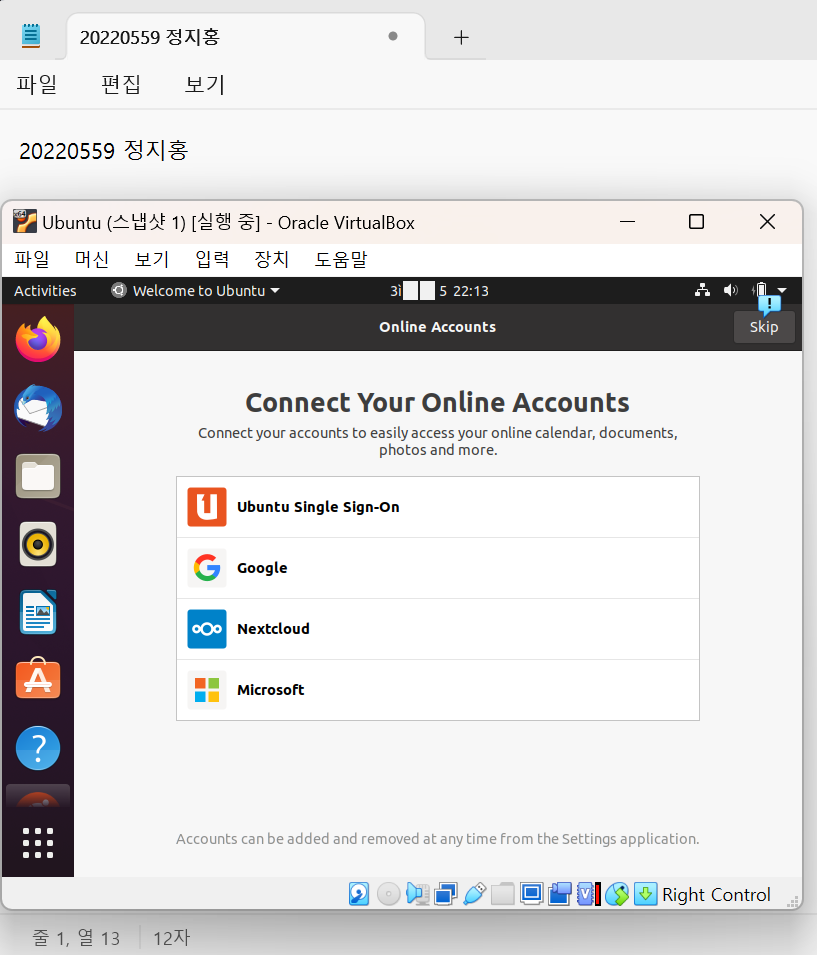 20220559 정지홍
파일 편집 보기
20220559 정지홍
Ubuntu (스냅샷 1) [실행 중] - Oracle VirtualBox
파일 머신 보기 입력 장치 도움말
Activities Welcome to Ubuntu 5 22:13
Online Accounts Skip
Connect Your Online Accounts
Connect your accounts to easily access your online calendar, documents,
photos and more.
Ubuntu Single Sign-On
Google
Nextcloud
Microsoft
Accounts can be added and removed at any time from the Settings application.
Right Control
줄 1, 열 13 12자